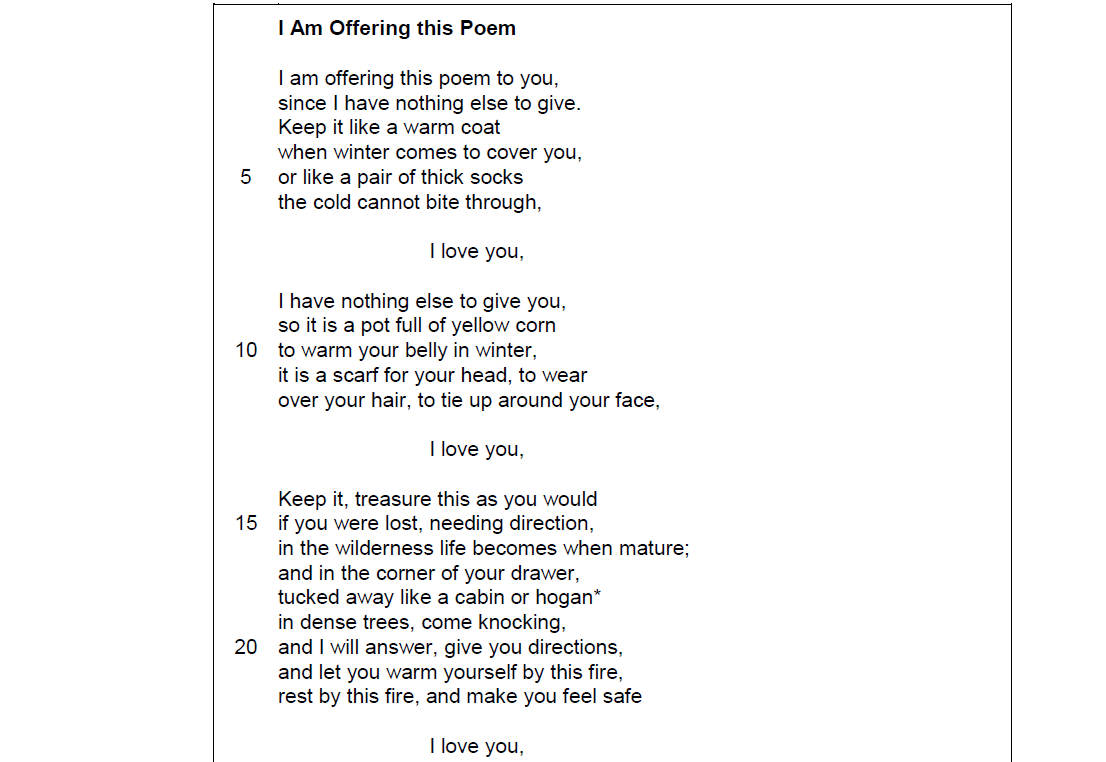 I Am Offering this Poem
I am offering this poem to you,
since I have nothing else to give.
Keep it like a warm coat
when winter comes to cover you,
5 or like a pair of thick socks
the cold cannot bite through,
I love you,
I have nothing else to give you,
so it is a pot full of yellow corn
10 to warm your belly in winter,
it is a scarf for your head, to wear
over your hair, to tie up around your face,
I love you,
Keep it, treasure this as you would
15 if you were lost, needing direction,
in the wilderness life becomes when mature;
and in the corner of your drawer,
tucked away like a cabin or hogan*
in dense trees, come knocking,
20 and I will answer, give you directions,
and let you warm yourself by this fire,
rest by this fire, and make you feel safe
I love you,